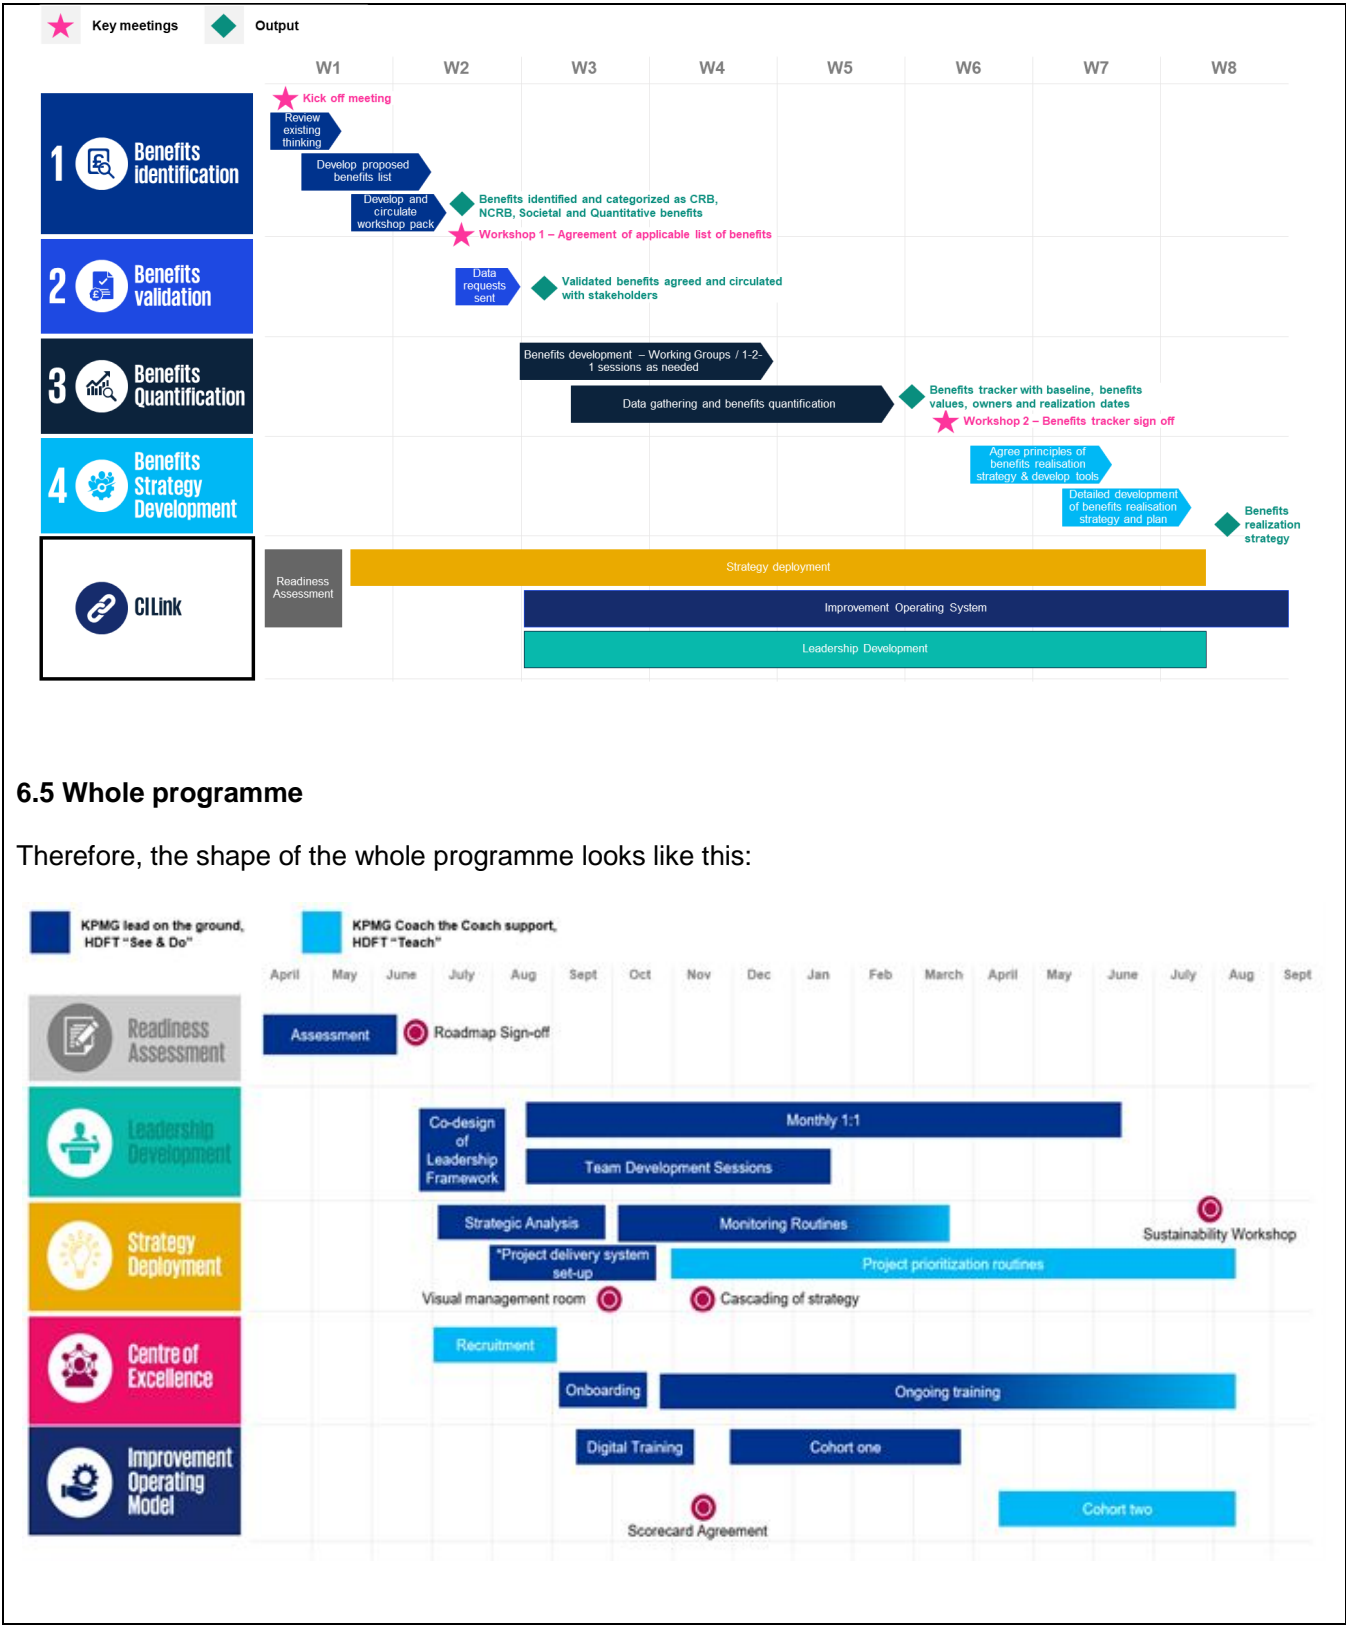 Key meetings
Output
W1 W2 W3 W4 W5 W6 W7 W8
1 Benefits
identification
Kick off meeting
Review
existing
thinking
Develop proposed
benefits list
Develop and
circulate
workshop pack
Benefits identified and categorized as CRB,
NCRB, Societal and Quantitative benefits
Workshop 1 – Agreement of applicable list of benefits
2 Benefits
validation
Data
requests
sent
Validated benefits agreed and circulated
with stakeholders
3 Benefits
Quantification
Benefits development – Working Groups / 1-2-
1 sessions as needed
Data gathering and benefits quantification
Benefits tracker with baseline, benefits
values, owners and realization dates
Workshop 2 – Benefits tracker sign off
4 Benefits
Strategy
Development
Agree principles of
benefits realisation
strategy & develop tools
Detailed development
of benefits realisation
strategy and plan
Benefits
realization
strategy
CI Link
Readiness
Assessment
Strategy deployment
Improvement Operating System
Leadership Development
6.5 Whole programme
Therefore, the shape of the whole programme looks like this:
KPMG lead on the ground,
HDFT "See & Do"
KPMG Coach the Coach support,
HDFT "Teach"
April May June July Aug Sept Oct Nov Dec Jan Feb March April May June July Aug Sept
Readiness
Assessment
Assessment
Roadmap Sign-off
Leadership
Development
Co-design
of
Leadership
Framework
Monthly 1:1
Team Development Sessions
Strategy
Deployment
Strategic Analysis
Monitoring Routines
Sustainability Workshop
*Project delivery system
set-up
Project prioritization routines
Visual management room
Cascading of strategy
Centre of
Excellence
Recruitment
Onboarding
Ongoing training
Improvement
Operating
Model
Digital Training
Cohort one
Scorecard Agreement
Cohort two